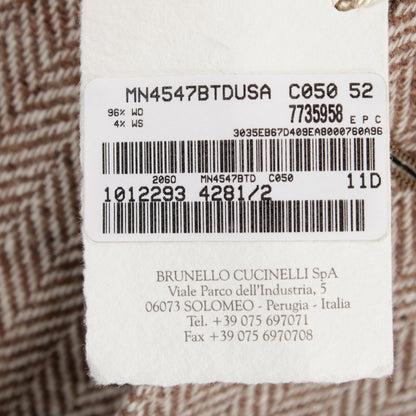 MN4547BTDUSA C050 52
96% WO 7735958 E P C
4% WS
3035EB67D409EA8000760A96
2060 MN4547BTD C050
1012293 4281/2 11D
BRUNELLO CUCINELLI SpA
Viale Parco dell'Industria, 5
06073 SOLOMEO - Perugia - Italia
Tel. +39 075 697071
Fax +39 075 6970708